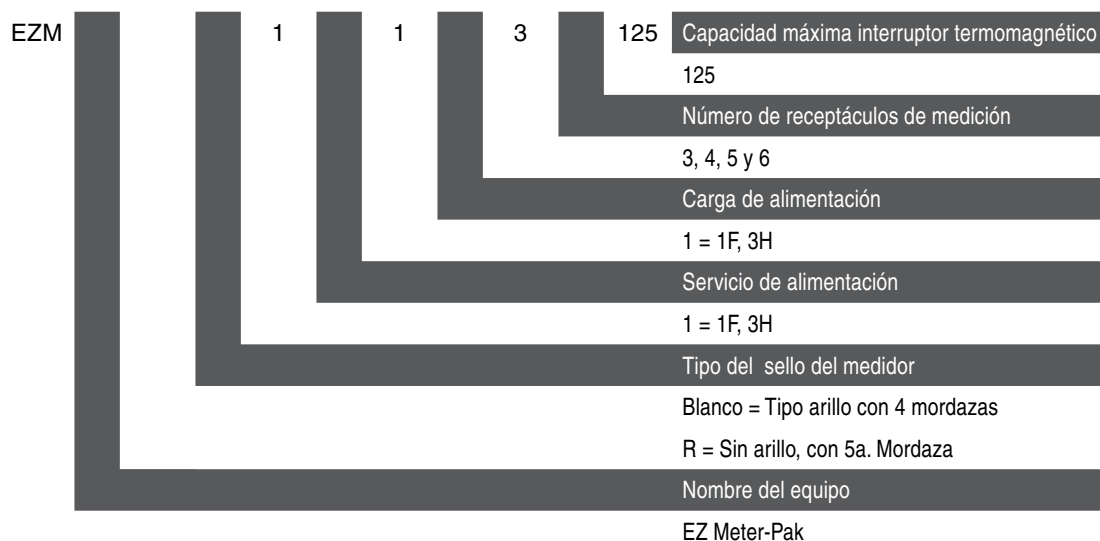 EZM 1 1 3 125 Capacidad máxima interruptor termomagnético
125
Número de receptáculos de medición
3, 4, 5 y 6
Carga de alimentación
1 = 1F, 3H
Servicio de alimentación
1 = 1F, 3H
Tipo del sello del medidor
Blanco = Tipo arillo con 4 mordazas
R = Sin arillo, con 5a. Mordaza
Nombre del equipo
EZ Meter-Pak